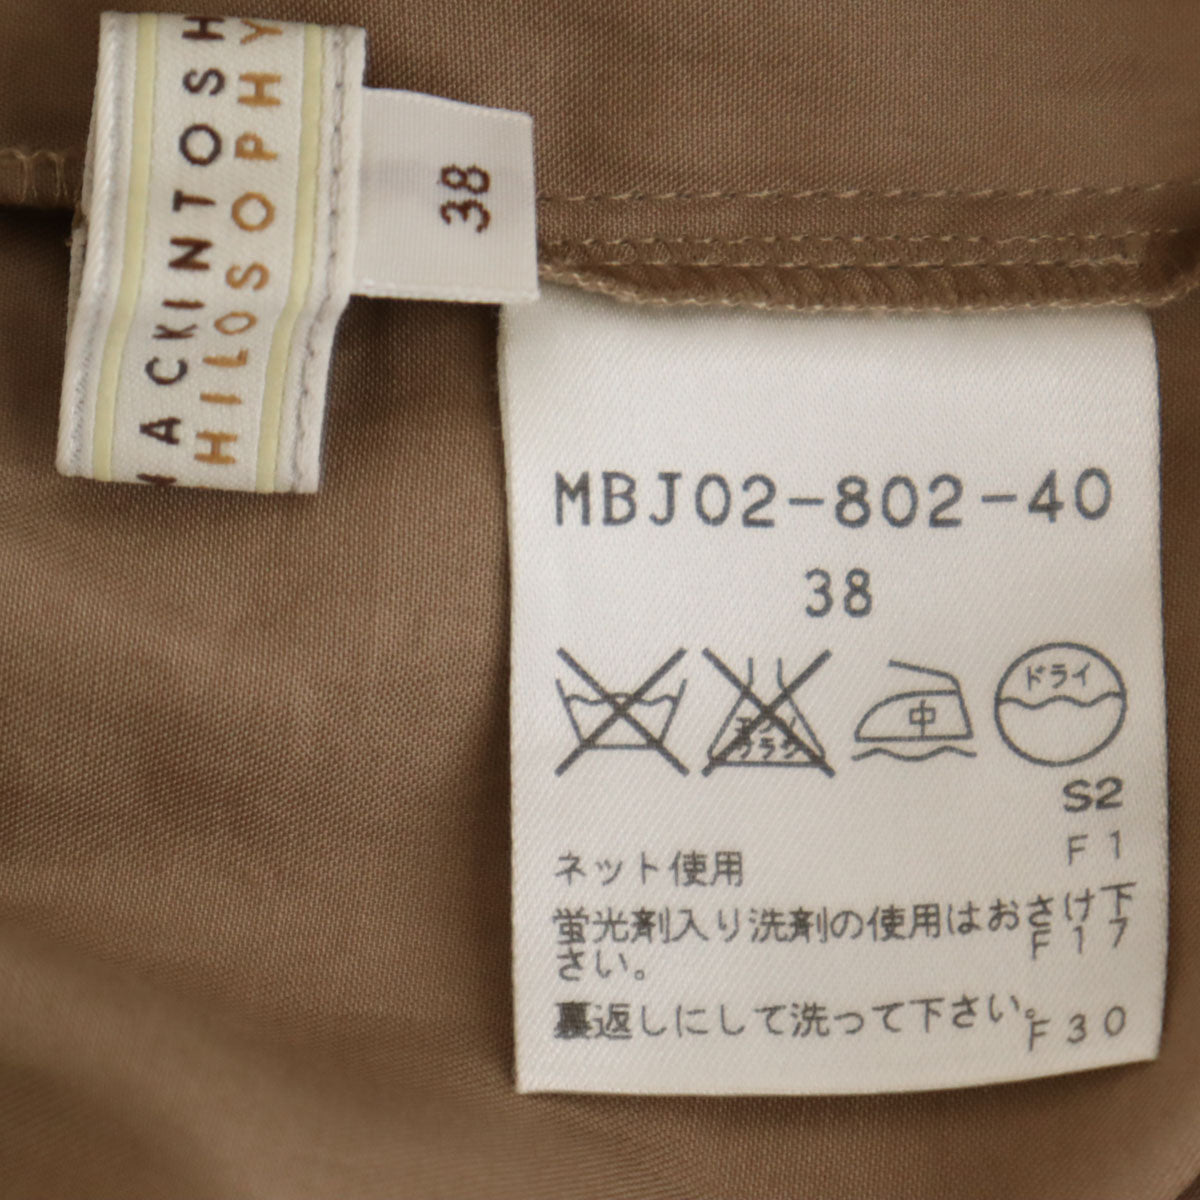 MACKINTOSH
PHILOSOPHY
38
MBJ02-802-40
38
中
ドライ
S2
F1
ネット使用
蛍光剤入り洗剤の使用はおさけ下
F17
さい。
裏返しにして洗って下さい。
F30